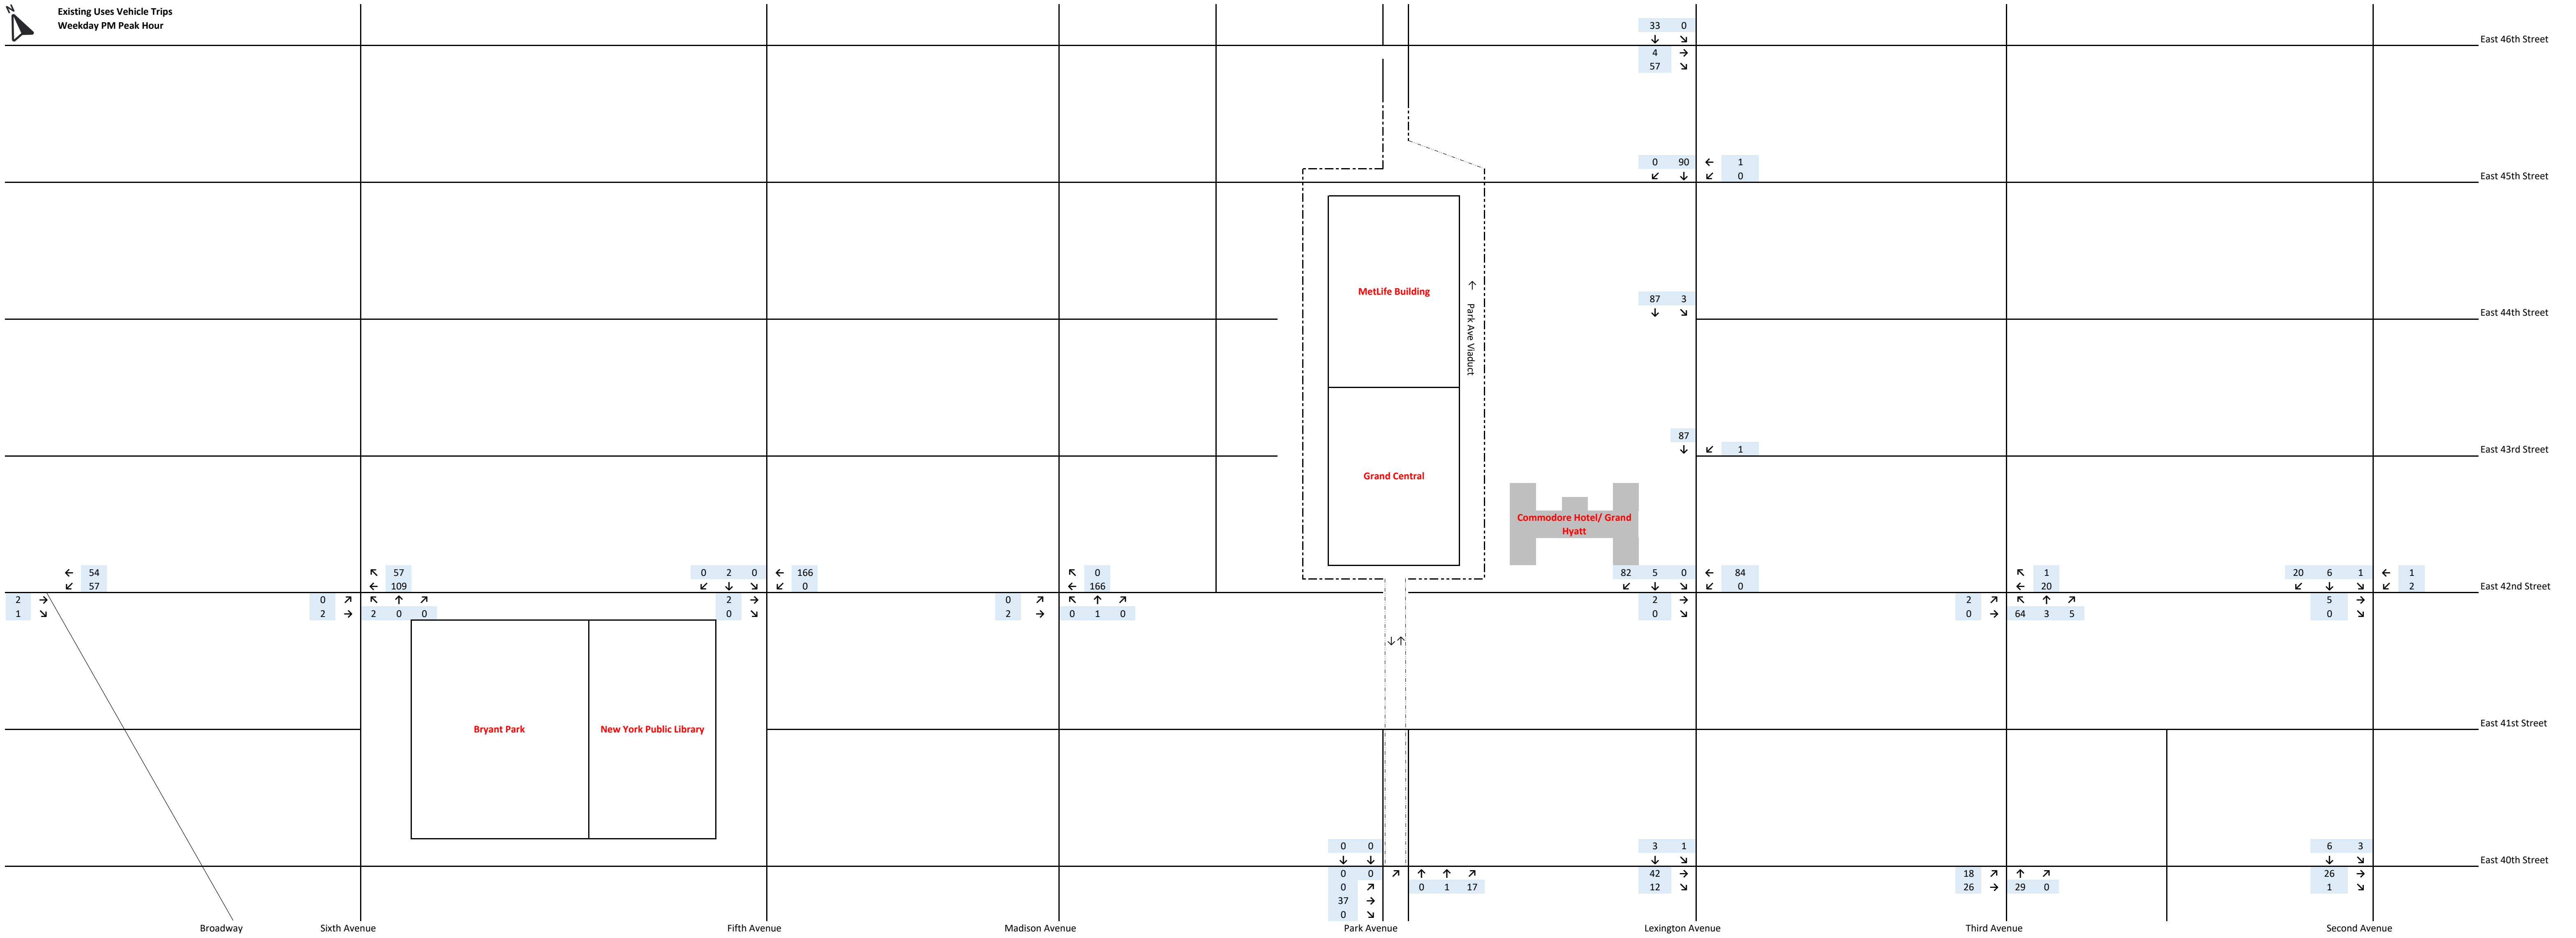 N
Existing Uses Vehicle Trips
Weekday PM Peak Hour
33 0
↓ ↘
East 46th Street
4 →
57 ↘
0 90 ← 1
↙ ↓ ↙ 0
East 45th Street
MetLife Building
↑ Park Ave Viaduct
87 3
↓ ↘
East 44th Street
87
↓ ↙ 1
East 43rd Street
Grand Central
Commodore Hotel/ Grand
Hyatt
← 54 ↖ 57 0 2 0 ← 166 ↖ 0 82 5 0 ← 84 ↖ 1 20 6 1 ← 1
↙ 57 ← 109 ↙ ↓ ↘ ↙ 0 ← 166 ↙ ↓ ↘ ↙ 0 ← 20 ↙ ↓ ↘ ↙ 2
East 42nd Street
2 → 0 ↗ ↖ ↑ ↗ 2 → 0 ↗ ↖ ↑ ↗ 2 → 2 ↗ ↖ ↑ ↗ 5 →
1 ↘ 2 → 2 0 0 0 ↘ 2 → 0 1 0 0 ↘ 0 → 64 3 5 0 ↘
↓↑
Bryant Park
New York Public Library
East 41st Street
0 0 3 1 6 3
↓ ↓ ↓ ↘ ↓ ↘
East 40th Street
0 0 ↗ ↑ ↑ ↗ 42 → 18 ↗ ↑ ↗ 26 →
0 ↗ 0 1 17 12 ↘ 26 → 29 0 1 ↘
37 →
0 ↘
Broadway
Sixth Avenue
Fifth Avenue
Madison Avenue
Park Avenue
Lexington Avenue
Third Avenue
Second Avenue